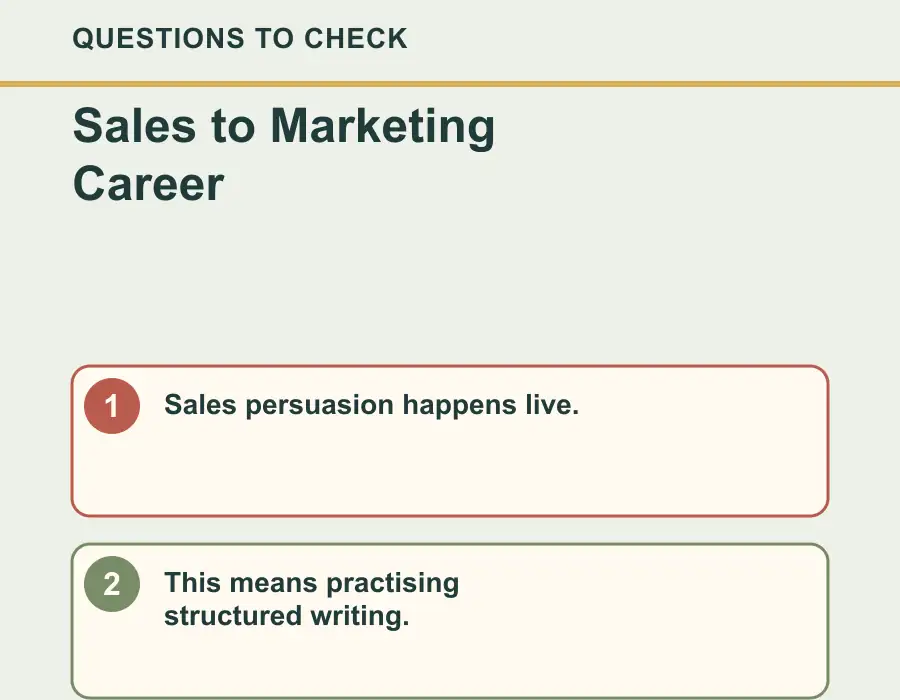 QUESTIONS TO CHECK
Sales to Marketing
Career
1
Sales persuasion happens live.
2
This means practising
structured writing.